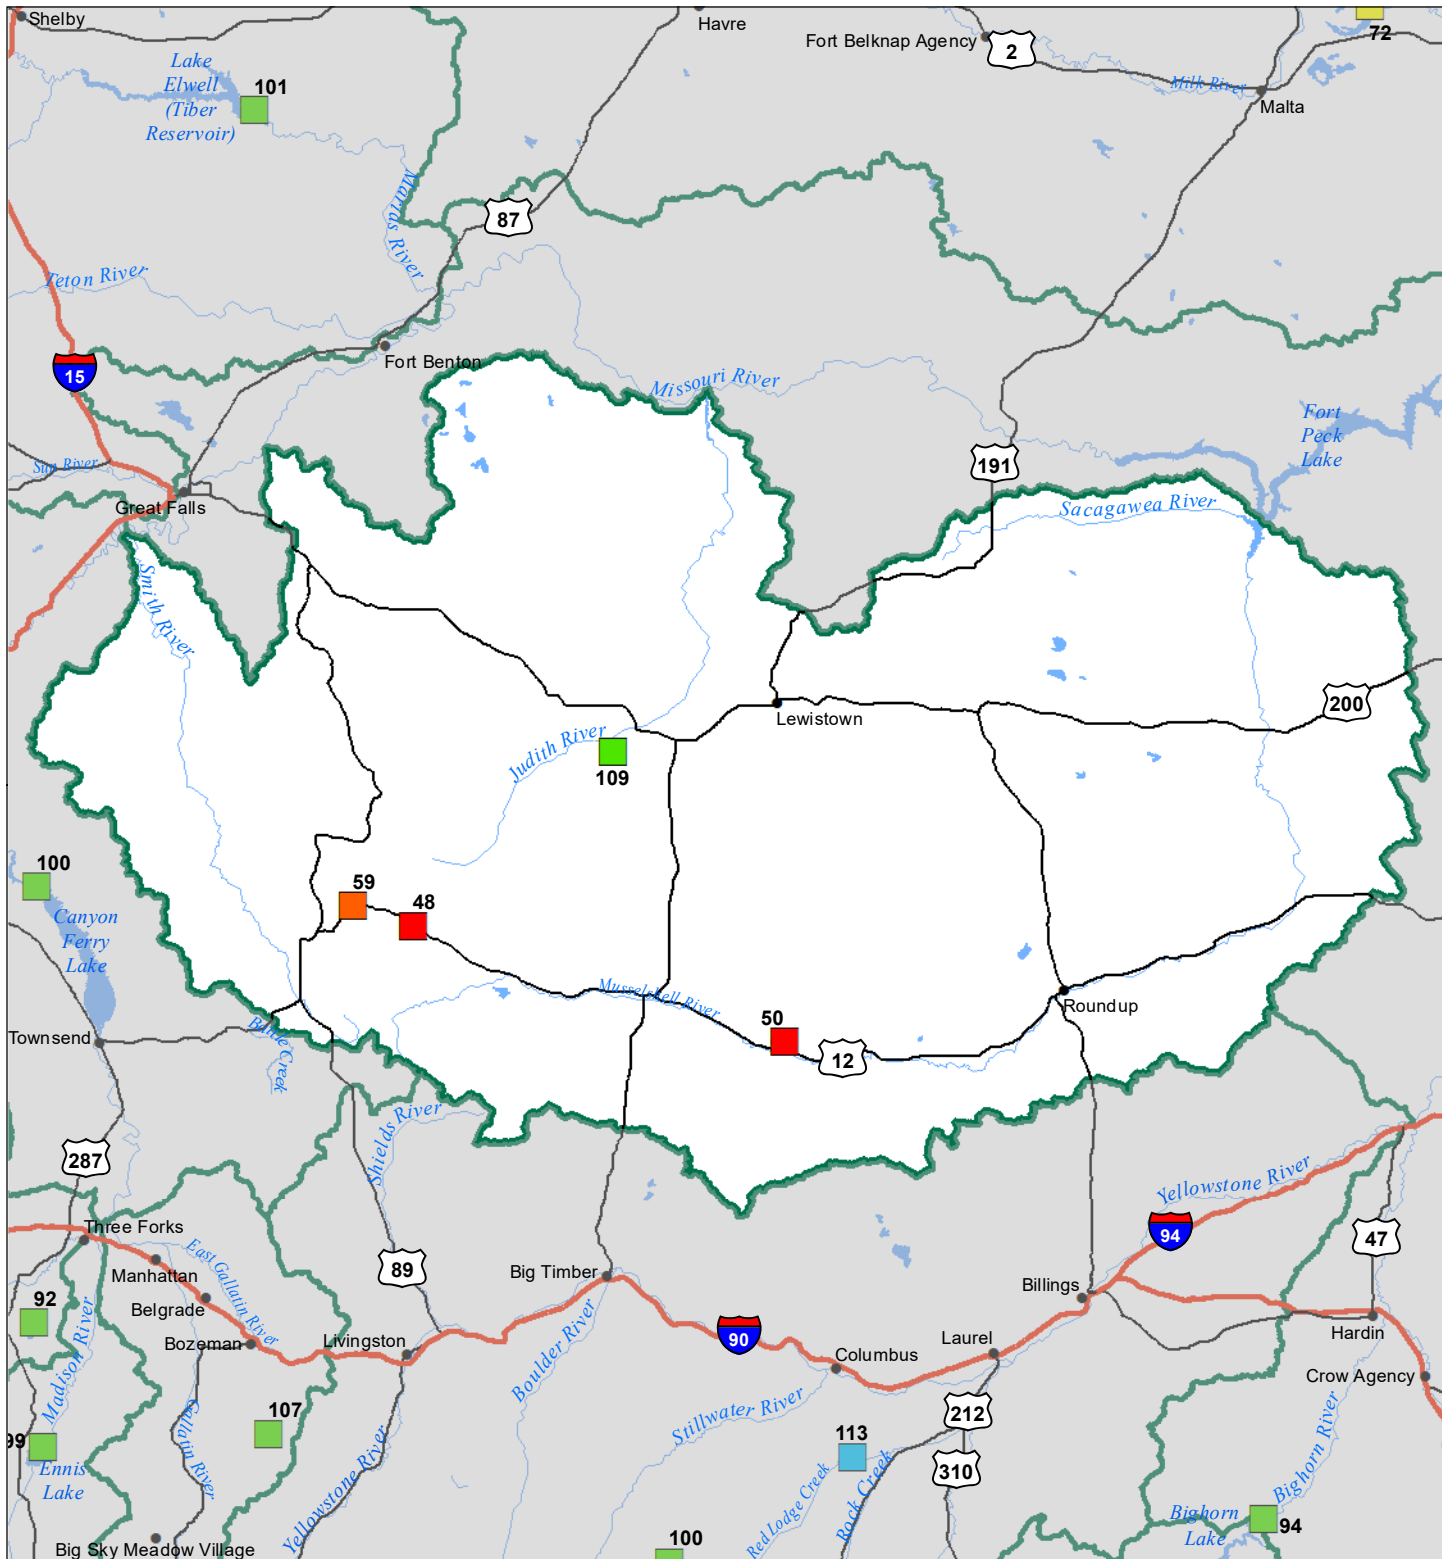 Shelby
Havre
Fort Belknap Agency
2
72
Lake
Elwell
(Tiber
Reservoir)
101
Milk River
Malta
Marias River
87
Teton River
15
Fort Benton
Missouri River
Fort
Peck
Lake
Sun River
191
Great Falls
Sacagawea River
Smith River
200
Lewistown
Judith River
109
100
Canyon
Ferry
Lake
59
48
Musselshell River
Roundup
50
12
Townsend
Battle Creek
Shields River
287
Yellowstone River
94
47
Three Forks
East Gallatin River
89
Manhattan
Big Timber
Billings
92
Belgrade
Madison River
Bozeman
Livingston
Boulder River
90
Laurel
Hardin
Columbus
Crow Agency
107
Gallatin River
Stillwater River
212
99
Ennis
Lake
Yellowstone River
113
310
Red Lodge Creek
Rock Creek
Bighorn River
Bighorn
Lake
94
100
Big Sky Meadow Village